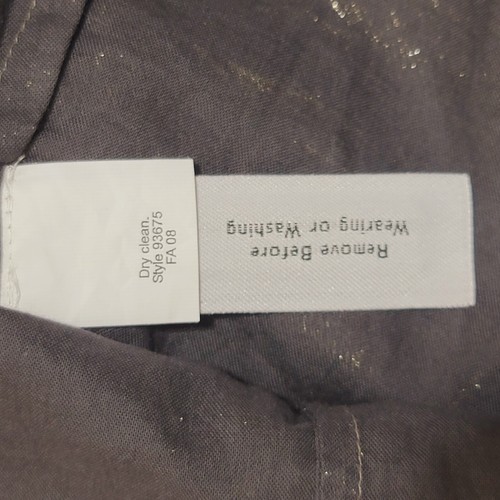 Dry clean.
Style 93675
FA 08
Remove Before
Wearing or Washing